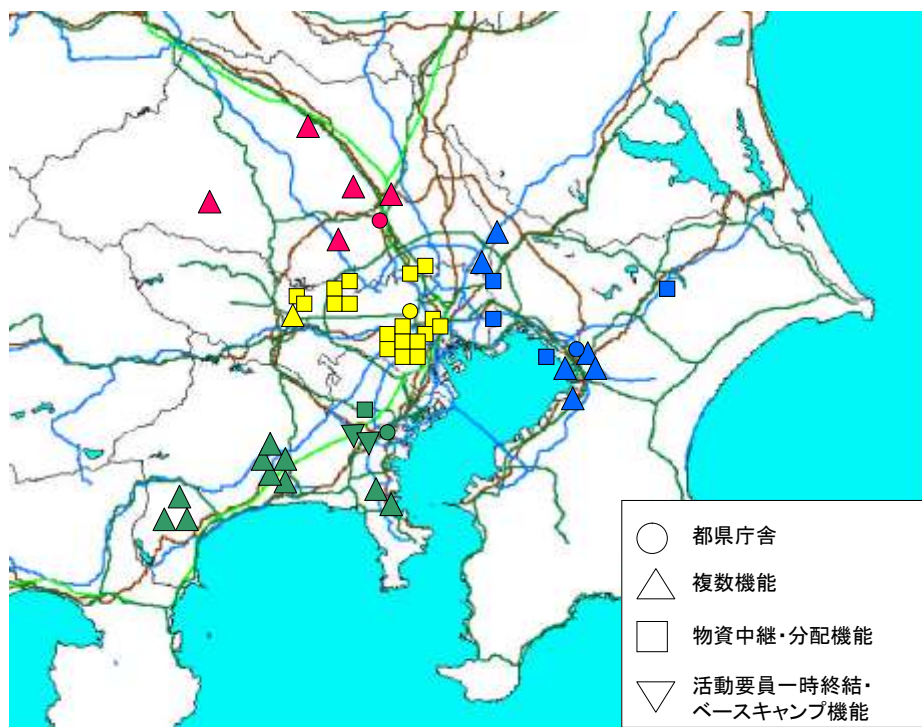 都県庁舎
複数機能
物資中継・分配機能
活動要員一時終結・
ベースキャンプ機能